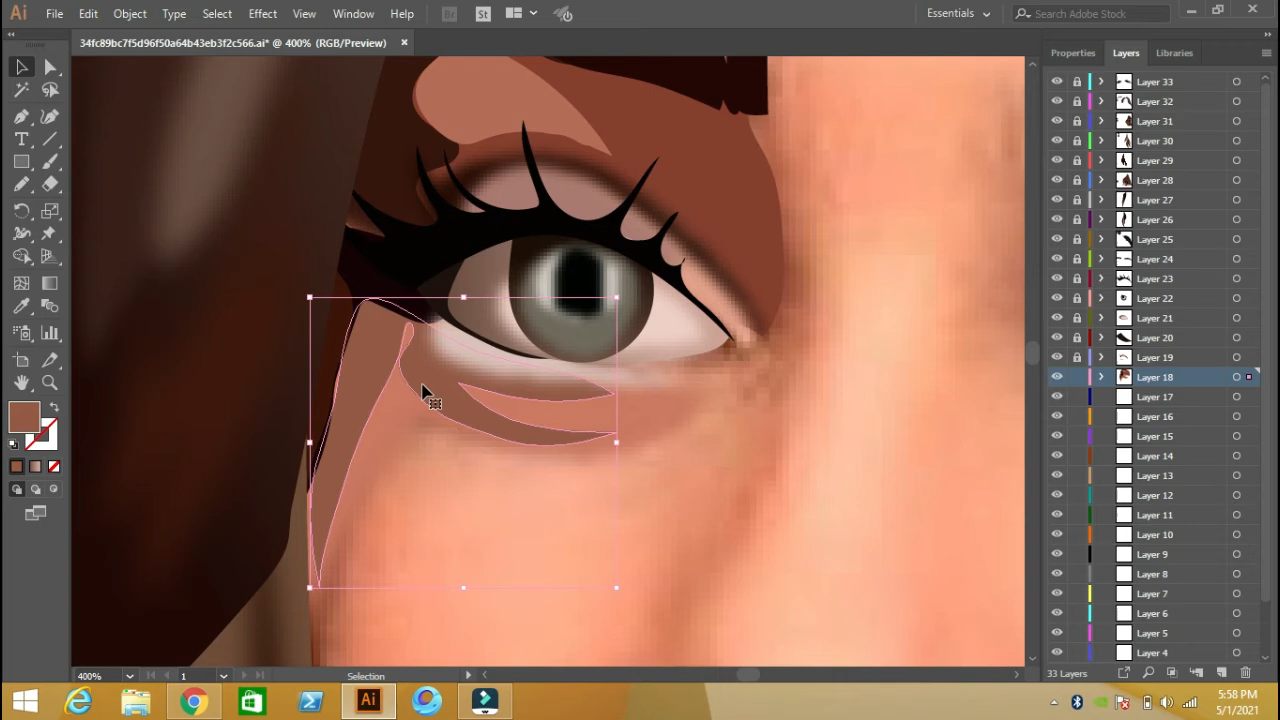 Ai File Edit Object Type Select Effect View Window Help Br St Essentials Search Adobe Stock
34fc89bc7f5d96f50a64b43eb3f2c566.ai* @ 400% (RGB/Preview)
Properties Layers Libraries
Layer 33
Layer 32
Layer 31
Layer 30
Layer 29
Layer 28
Layer 27
Layer 26
Layer 25
Layer 24
Layer 23
Layer 22
Layer 21
Layer 20
Layer 19
Layer 18
Layer 17
Layer 16
Layer 15
Layer 14
Layer 13
Layer 12
Layer 11
Layer 10
Layer 9
Layer 8
Layer 7
Layer 6
Layer 5
Layer 4
400% 1 Selection 33 Layers
Ai
5:58 PM
5/1/2021